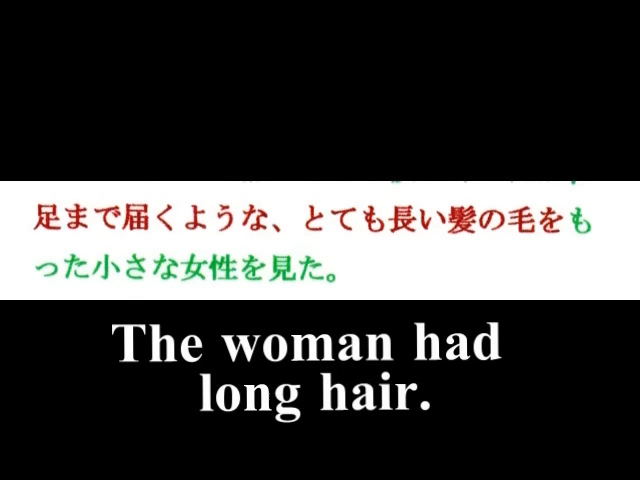 足まで届くような、とても長い髪の毛をも
った小さな女性を見た。
The woman had
long hair.